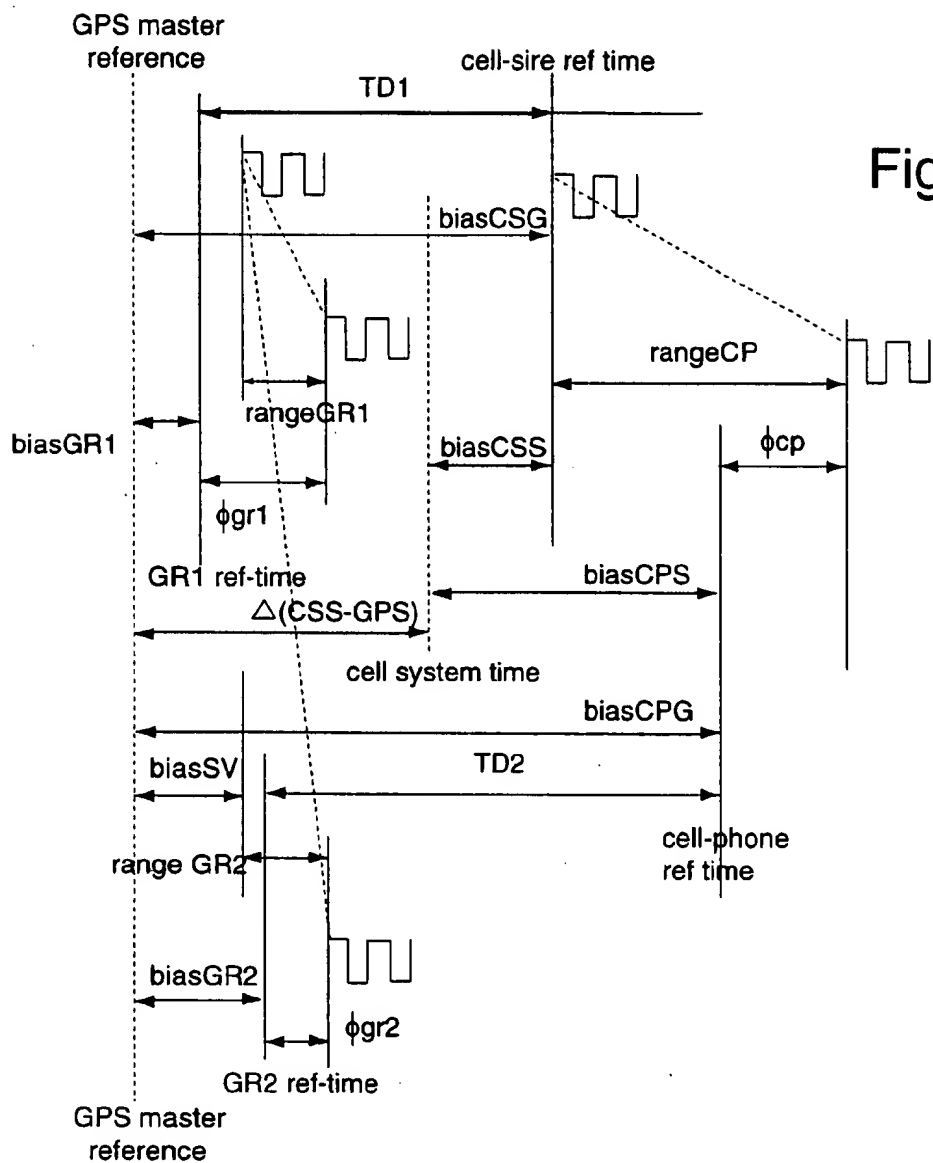 GPS master
reference
cell-sire ref time
TD1
Fig
biasCSG
rangeCP
rangeGR1
biasGR1
biasCSS
ϕcp
ϕgr1
GR1 ref-time
biasCPS
△(CSS-GPS)
cell system time
biasCPG
biasSV
TD2
cell-phone
ref time
range GR2
biasGR2
ϕgr2
GR2 ref-time
GPS master
reference